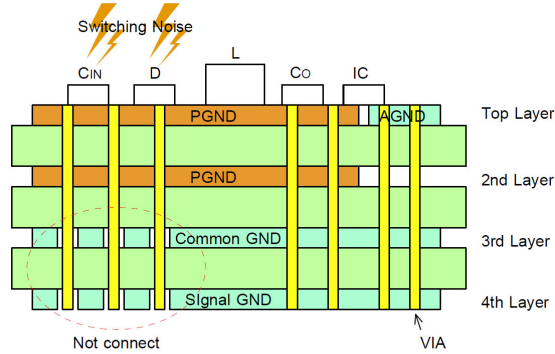 Switching Noise
CIN
D
L
CO
IC
PGND
AGND
Top Layer
PGND
2nd Layer
Common GND
3rd Layer
SIgnal GND
4th Layer
Not connect
VIA